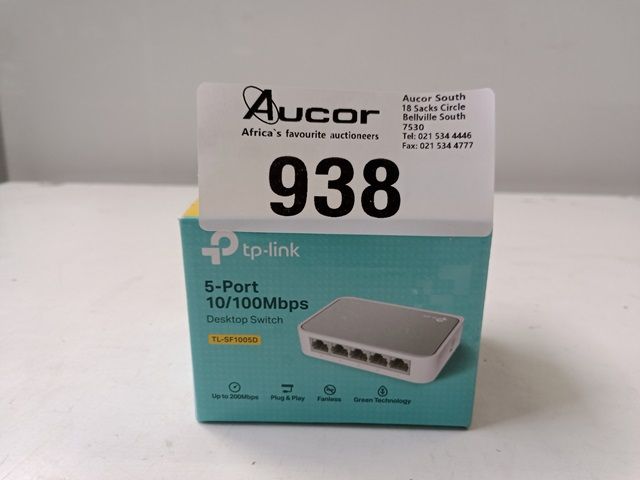 Aucor
Africa`s favourite auctioneers
938
Aucor South
18 Sacks Circle
Bellville South
7530
Tel: 021 534 4446
Fax: 021 534 4777
tp-link
5-Port
10/100Mbps
Desktop Switch
TL-SF1005D
Up to 200Mbps
Plug & Play
Fanless
Green Technology